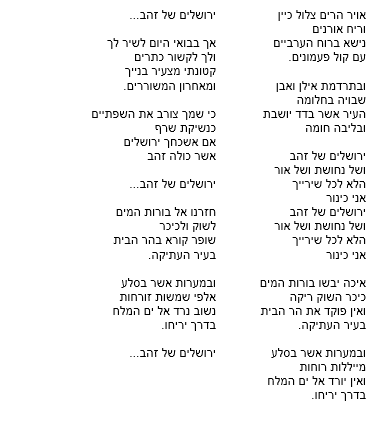 אויר הרים צלול כיין
וריח אורנים
נישא ברוח הערביים
עם קול פעמונים.
ובתרדמת אילן ואבן
שבויה בחלומה
העיר אשר בדד יושבת
ובליבה חומה
ירושלים של זהב
ושל נחושת ושל אור
הלא לכל שירייך
אני כינור
ירושלים של זהב
ושל נחושת ושל אור
הלא לכל שירייך
אני כינור
איכה יבשו בורות המים
כיכר השוק ריקה
ואין פוקד את הר הבית
בעיר העתיקה.
ובמערות אשר בסלע
מייללות רוחות
ואין יורד אל ים המלח
בדרך יריחו.
ירושלים של זהב...
אך בבואי היום לשיר לך
ולך לקשור כתרים
קטונתי מצעיר בנייך
ומאחרון המשוררים.
כי שמך צורב את השפתיים
כנשיקת שרף
אם אשכחך ירושלים
אשר כולה זהב
ירושלים של זהב...
חזרנו אל בורות המים
לשוק ולכיכר
שופר קורא בהר הבית
בעיר העתיקה.
ובמערות אשר בסלע
אלפי שמשות זורחות
נשוב נרד אל ים המלח
בדרך יריחו.
ירושלים של זהב...